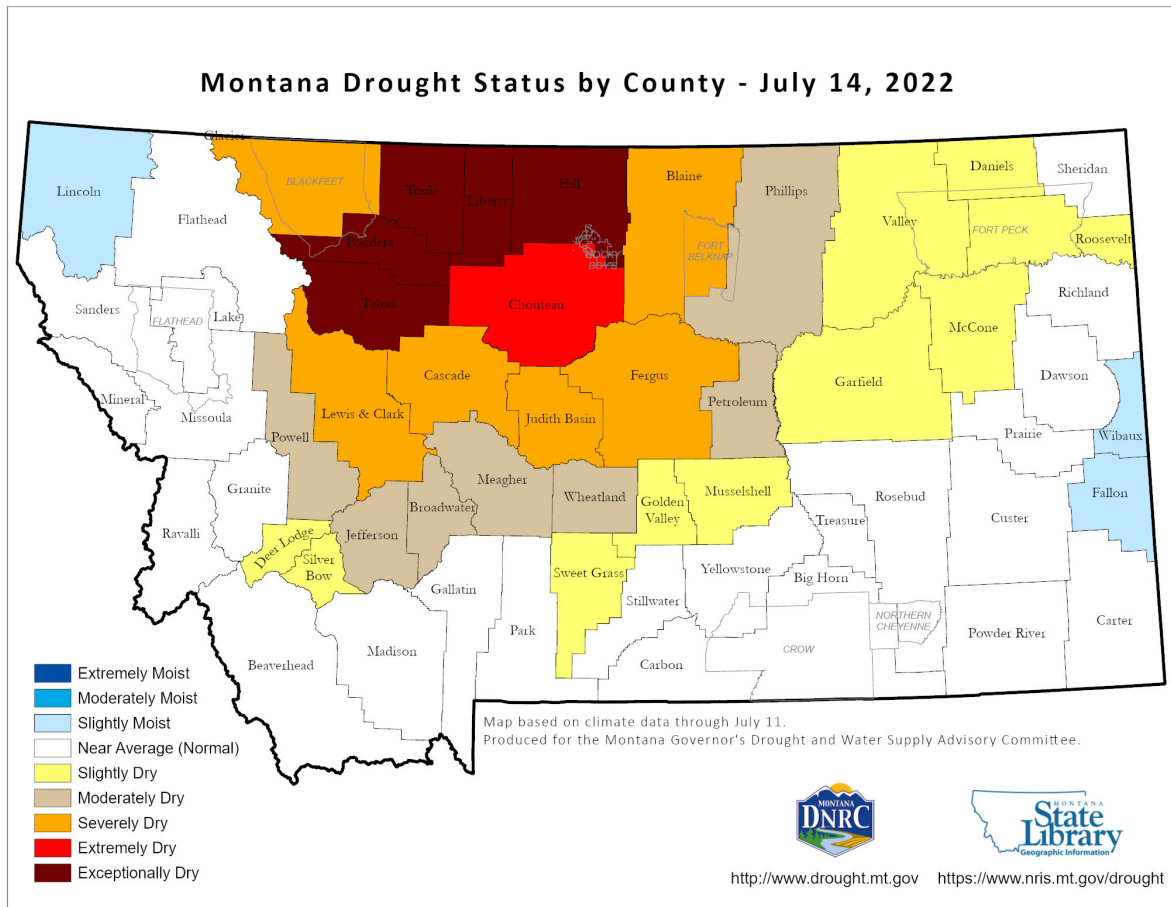 Montana Drought Status by County - July 14, 2022
Glacier
BLACKFEET
Toole
Liberty
Hill
Blaine
Phillips
Daniels
Sheridan
Lincoln
Flathead
Pondera
ROCKY
BOYS
FORT
BELKNAP
Valley
FORT PECK
Roosevelt
Teton
Chouteau
Richland
Sanders
FLATHEAD
Lake
McCone
Cascade
Fergus
Garfield
Dawson
Mineral
Missoula
Lewis & Clark
Judith Basin
Petroleum
Powell
Prairie
Wibaux
Meagher
Wheatland
Golden
Valley
Musselshell
Rosebud
Fallon
Granite
Broadwater
Treasure
Custer
Ravalli
Jefferson
Deer Lodge
Silver
Bow
Sweet Grass
Yellowstone
Big Horn
Gallatin
Stillwater
NORTHERN
CHEYENNE
Park
Powder River
Carter
Madison
Beaverhead
Carbon
CROW
Extremely Moist
Moderately Moist
Slightly Moist
Near Average (Normal)
Slightly Dry
Moderately Dry
Severely Dry
Extremely Dry
Exceptionally Dry
Map based on climate data through July 11.
Produced for the Montana Governor's Drought and Water Supply Advisory Committee.
MONTANA
DNRC
MONTANA
State
Library
Geographic Information
http://www.drought.mt.gov
https://www.nris.mt.gov/drought